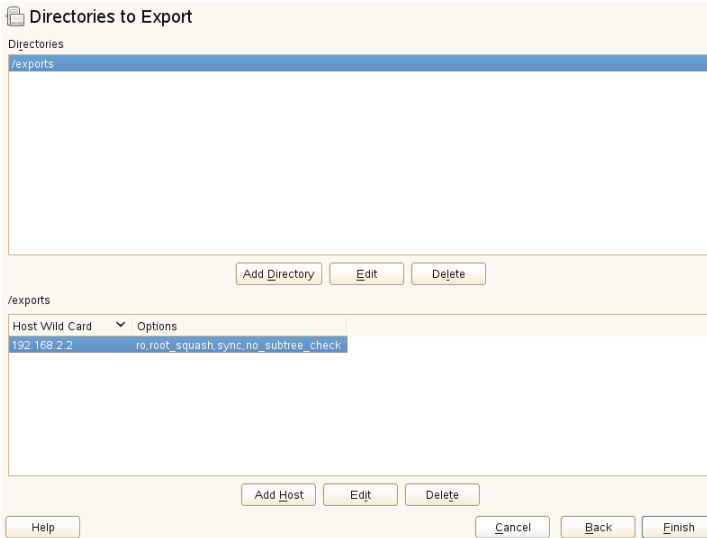 Directories to Export
Directories
/exports
Add Directory Edit Delete
/exports
Host Wild Card Options
192.168.2.2 ro,root_squash,sync,no_subtree_check
Add Host Edit Delete
Help Cancel Back Finish